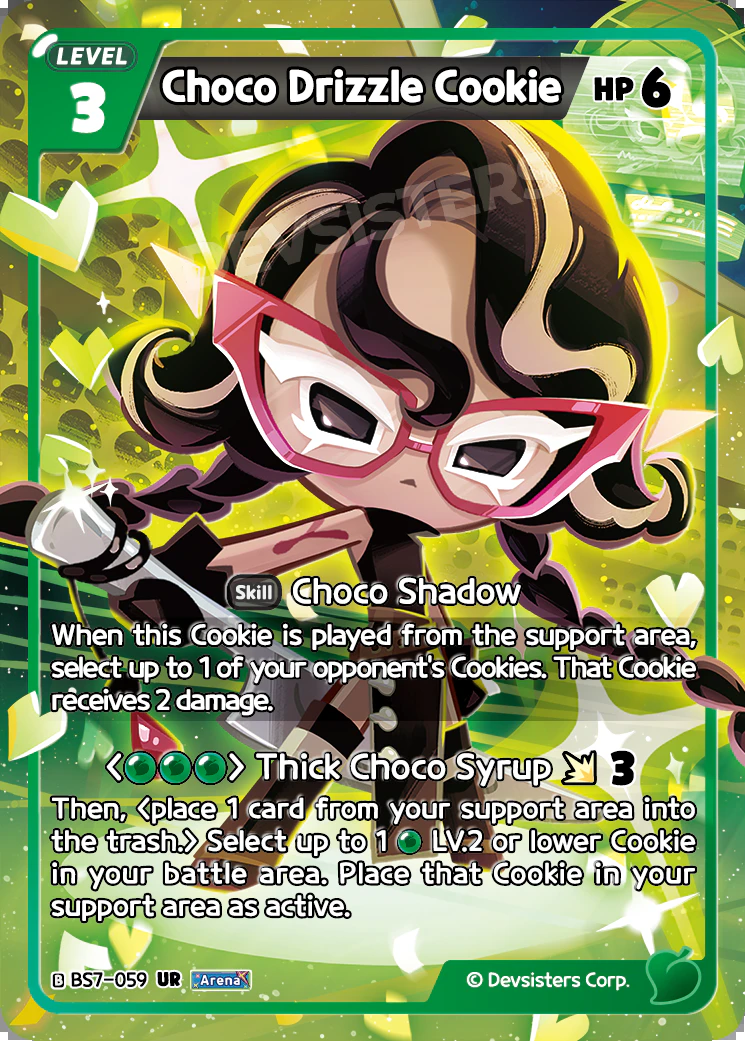 LEVEL
3
Choco Drizzle Cookie
HP 6
DEVSISTERS
Skill Choco Shadow
When this Cookie is played from the support area,
select up to 1 of your opponent's Cookies. That Cookie
receives 2 damage.
< > Thick Choco Syrup 3
Then, <place 1 card from your support area into
the trash.> Select up to 1 LV.2 or lower Cookie
in your battle area. Place that Cookie in your
support area as active.
B BS7-059 UR Arena
© Devsisters Corp.